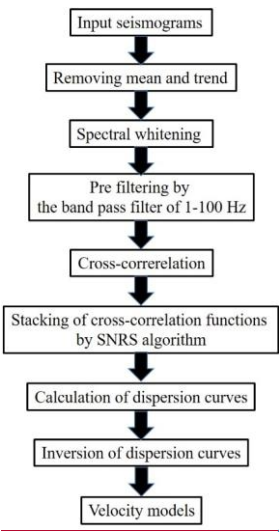 Input seismograms
Removing mean and trend
Spectral whitening
Pre filtering by
the band pass filter of 1-100 Hz
Cross-correrelation
Stacking of cross-correlation functions
by SNRS algorithm
Calculation of dispersion curves
Inversion of dispersion curves
Velocity models